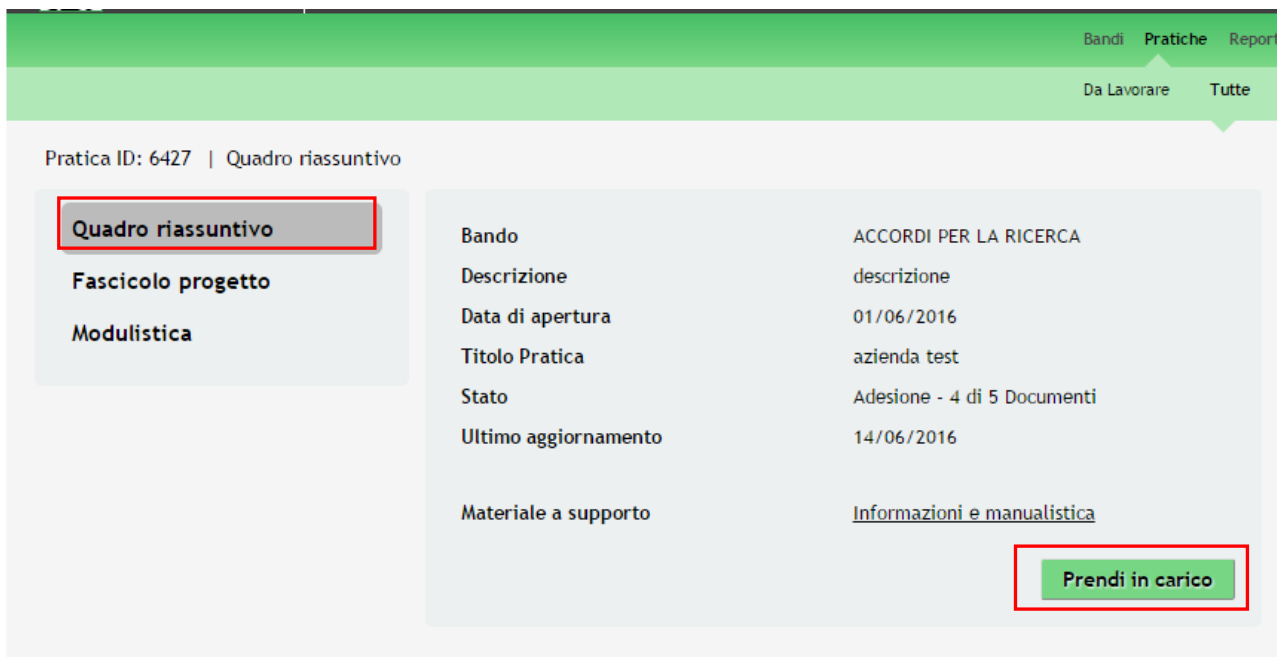 Bandi Pratiche Report
Da Lavorare Tutte
Pratica ID: 6427 | Quadro riassuntivo
Quadro riassuntivo
Fascicolo progetto
Modulistica
Bando ACCORDI PER LA RICERCA
Descrizione descrizione
Data di apertura 01/06/2016
Titolo Pratica azienda test
Stato Adesione - 4 di 5 Documenti
Ultimo aggiornamento 14/06/2016
Materiale a supporto Informazioni e manualistica
Prendi in carico